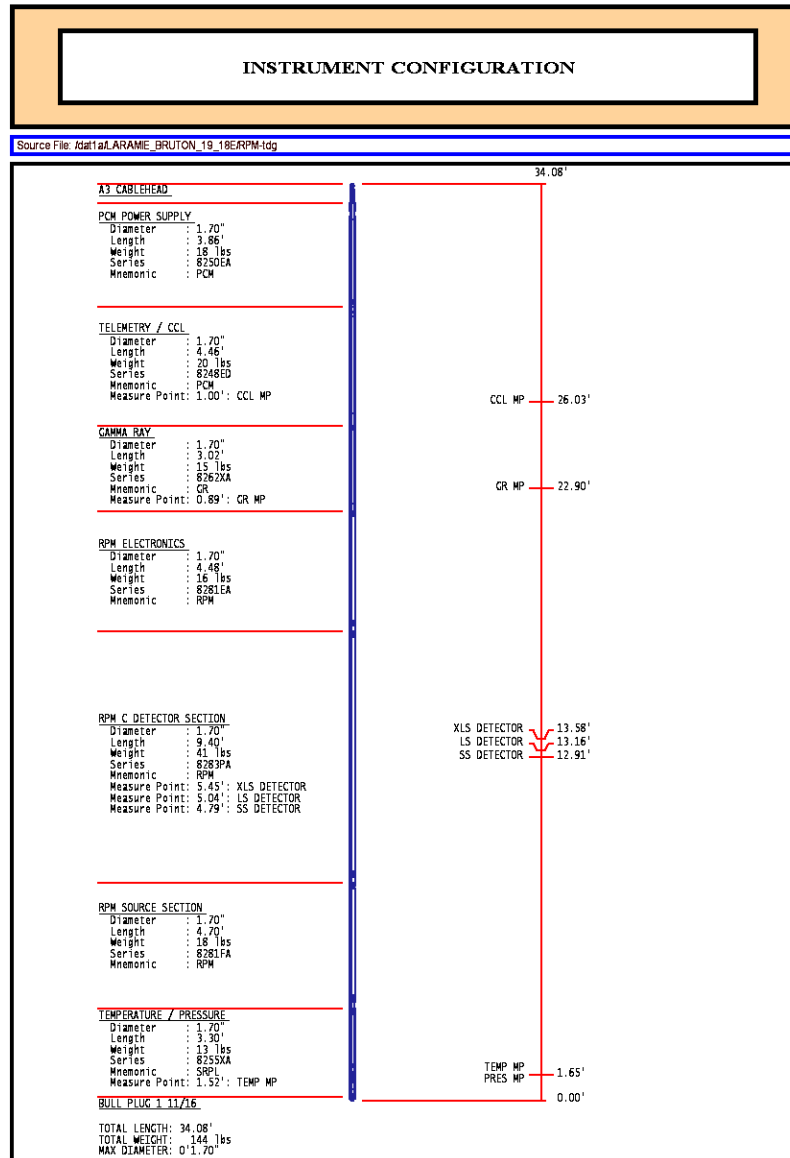 INSTRUMENT CONFIGURATION
Source File: /dat1a/LARAMIE_BRUTON_19_18E/RPM-tdg
34.08'
A3 CABLEHEAD
PCM POWER SUPPLY
Diameter : 1.70"
Length : 3.86'
Weight : 18 lbs
Series : 8250EA
Mnemonic : PCM
TELEMETRY / CCL
Diameter : 1.70"
Length : 4.46'
Weight : 20 lbs
Series : 8248ED
Mnemonic : PCM
Measure Point: 1.00': CCL MP
CCL MP 26.03'
GAMMA RAY
Diameter : 1.70"
Length : 3.02'
Weight : 15 lbs
Series : 8262XA
Mnemonic : GR
Measure Point: 0.89': GR MP
GR MP 22.90'
RPM ELECTRONICS
Diameter : 1.70"
Length : 4.48'
Weight : 16 lbs
Series : 8281EA
Mnemonic : RPM
RPM C DETECTOR SECTION
Diameter : 1.70"
Length : 9.40'
Weight : 41 lbs
Series : 8283PA
Mnemonic : RPM
Measure Point: 5.45': XLS DETECTOR
Measure Point: 5.04': LS DETECTOR
Measure Point: 4.79': SS DETECTOR
XLS DETECTOR 13.58'
LS DETECTOR 13.16'
SS DETECTOR 12.91'
RPM SOURCE SECTION
Diameter : 1.70"
Length : 4.70'
Weight : 18 lbs
Series : 8281FA
Mnemonic : RPM
TEMPERATURE / PRESSURE
Diameter : 1.70"
Length : 3.30'
Weight : 13 lbs
Series : 8255XA
Mnemonic : SRPL
Measure Point: 1.52': TEMP MP
TEMP MP
PRES MP 1.65'
0.00'
BULL PLUG 1 11/16
TOTAL LENGTH: 34.08'
TOTAL WEIGHT: 144 lbs
MAX DIAMETER: 0'1.70"